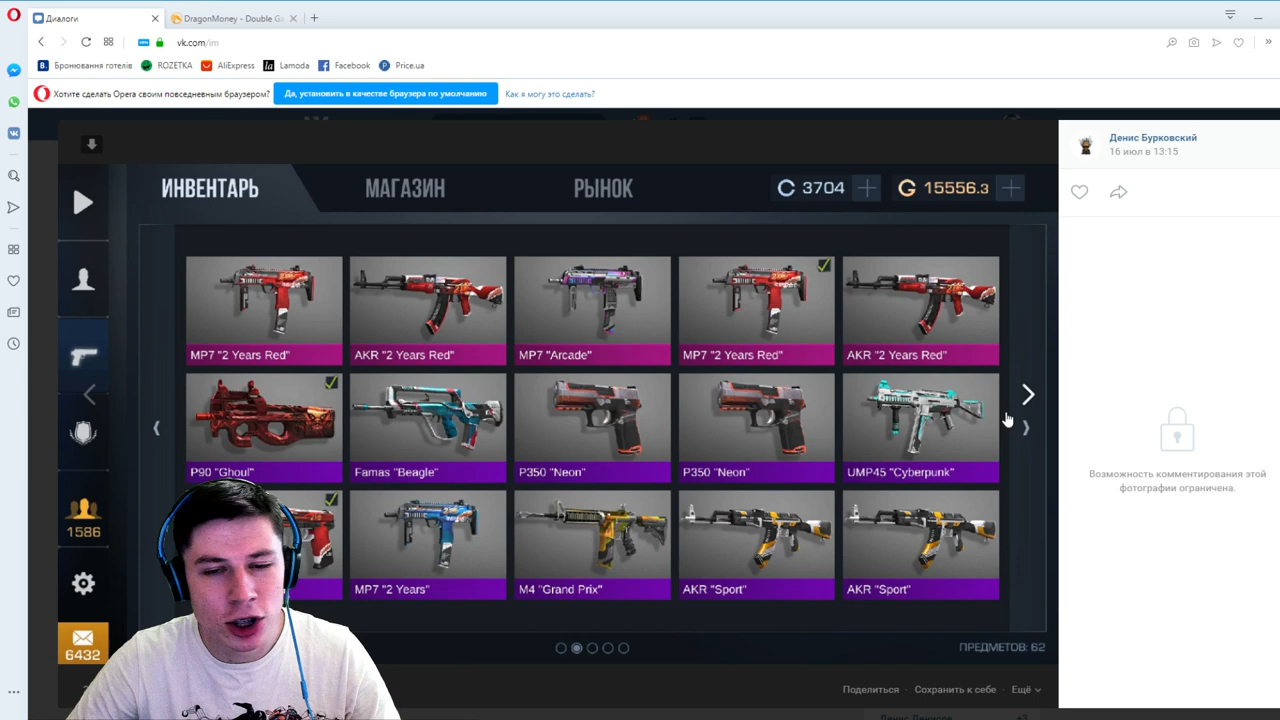 Диалоги
DragonMoney - Double Ga
vk.com/im
Бронювання готелів
ROZETKA
AliExpress
Lamoda
Facebook
Price.ua
Хотите сделать Opera своим повседневным браузером?
Да, установить в качестве браузера по умолчанию
Как я могу это сделать?
ИНВЕНТАРЬ
МАГАЗИН
РЫНОК
3704
15556.3
Денис Бурковский
16 июл в 13:15
MP7 "2 Years Red"
AKR "2 Years Red"
MP7 "Arcade"
MP7 "2 Years Red"
AKR "2 Years Red"
P90 "Ghoul"
Famas "Beagle"
P350 "Neon"
P350 "Neon"
UMP45 "Cyberpunk"
Возможность комментирования этой
фотографии ограничена.
1586
MP7 "2 Years"
M4 "Grand Prix"
AKR "Sport"
AKR "Sport"
6432
ПРЕДМЕТОВ: 62
Поделиться
Сохранить к себе
Ещё